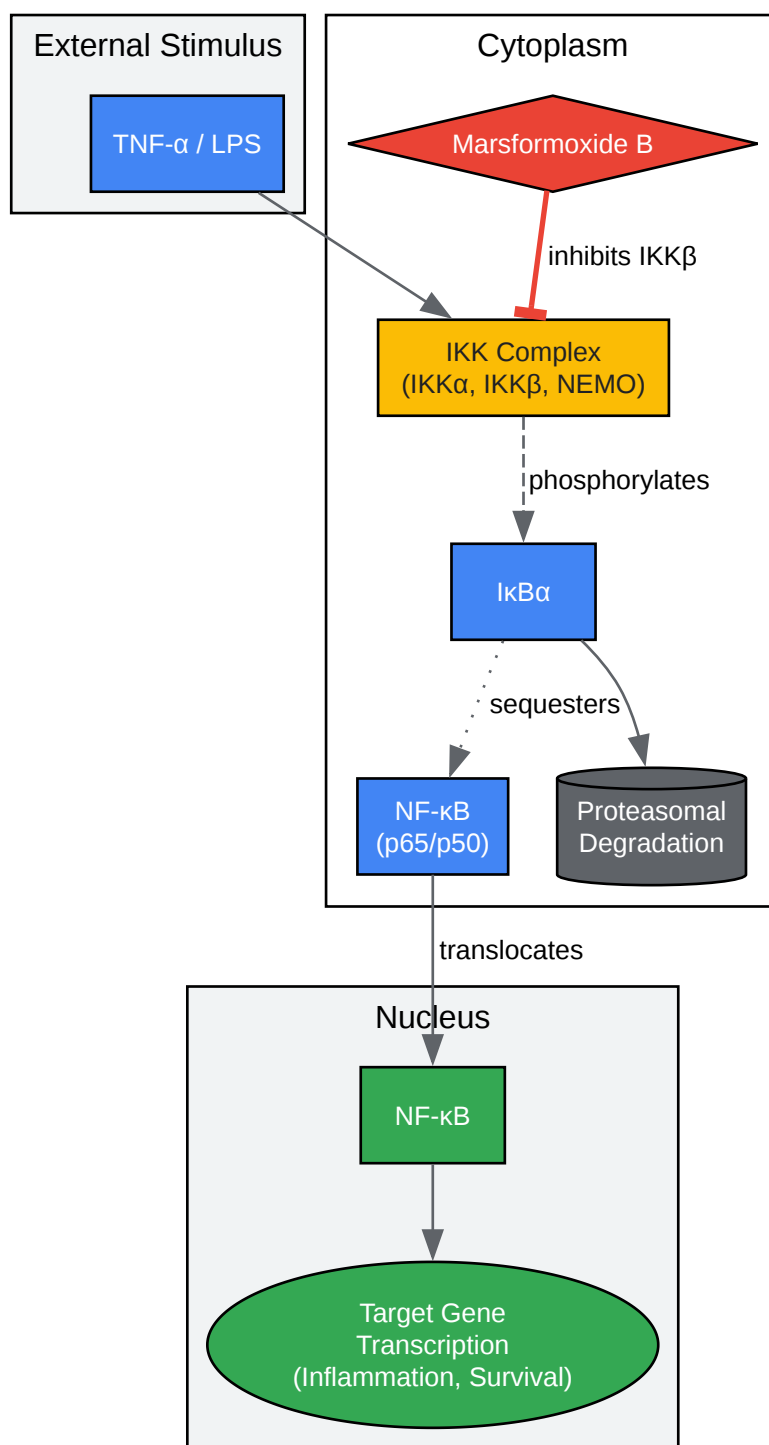 External Stimulus
TNF-α / LPS
Cytoplasm
Marsformoxide B
inhibits IKKβ
IKK Complex
(IKKα, IKKβ, NEMO)
phosphorylates
IκBα
sequesters
NF-κB
(p65/p50)
Proteasomal
Degradation
translocates
Nucleus
NF-κB
Target Gene
Transcription
(Inflammation, Survival)